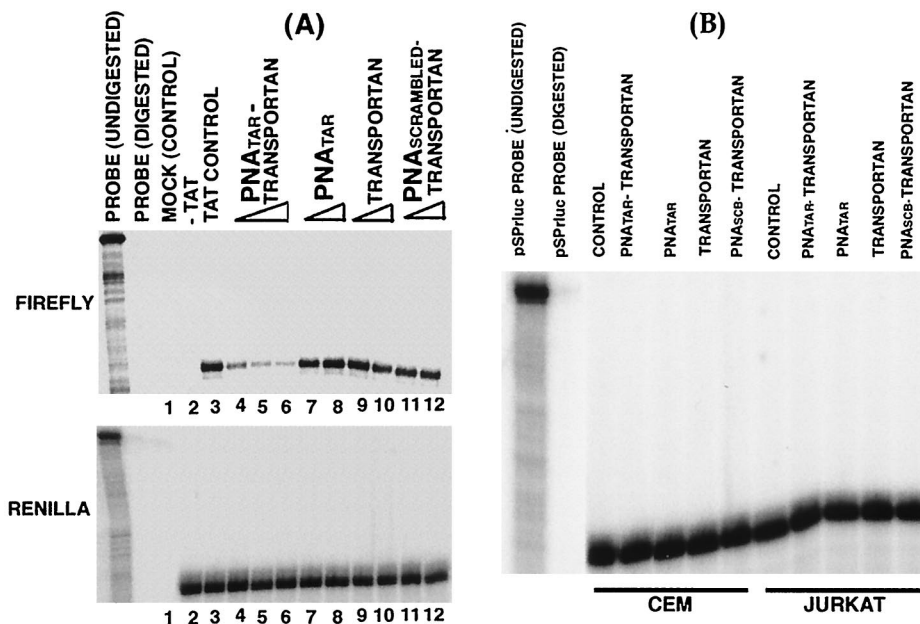 (A)
PROBE (UNDIGESTED)
PROBE (DIGESTED)
MOCK (CONTROL)
- TAT
TAT CONTROL
PNATAR-
TRANSPORTAN
PNATAR
TRANSPORTAN
PNASCRAMBLED-
TRANSPORTAN
FIREFLY
1 2 3 4 5 6 7 8 9 10 11 12
RENILLA
1 2 3 4 5 6 7 8 9 10 11 12
(B)
pSPrluc PROBE (UNDIGESTED)
pSPrluc PROBE (DIGESTED)
CONTROL
PNATAR- TRANSPORTAN
PNATAR
TRANSPORTAN
PNASCB- TRANSPORTAN
CONTROL
PNATAR- TRANSPORTAN
PNATAR
TRANSPORTAN
PNASCB- TRANSPORTAN
CEM
JURKAT